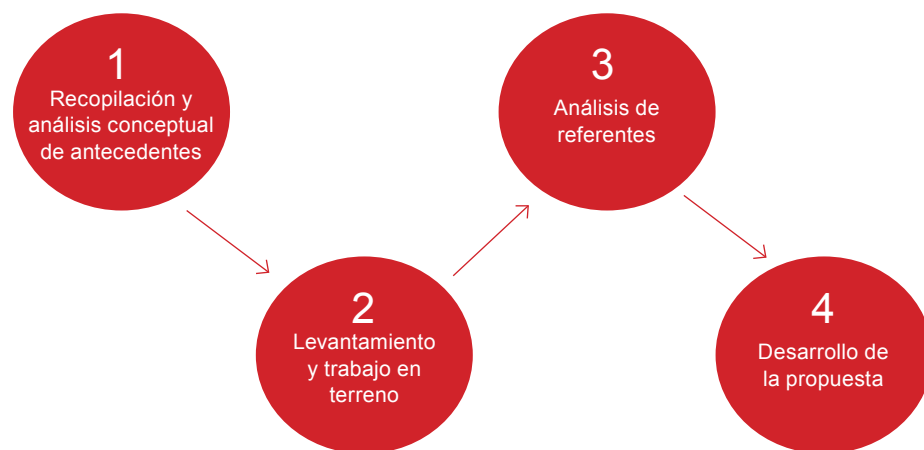 1
Recopilación y
análisis conceptual
de antecedentes
2
Levantamiento
y trabajo en
terreno
3
Análisis de
referentes
4
Desarrollo de
la propuesta